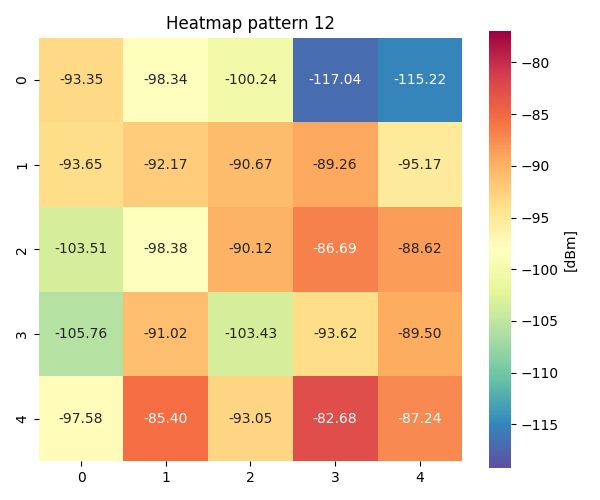 Heatmap pattern 12
0 -93.35 -98.34 -100.24 -117.04 -115.22
1 -93.65 -92.17 -90.67 -89.26 -95.17
2 -103.51 -98.38 -90.12 -86.69 -88.62
3 -105.76 -91.02 -103.43 -93.62 -89.50
4 -97.58 -85.40 -93.05 -82.68 -87.24
0 1 2 3 4
−80
−85
−90
−95
−100
−105
−110
−115
[dBm]